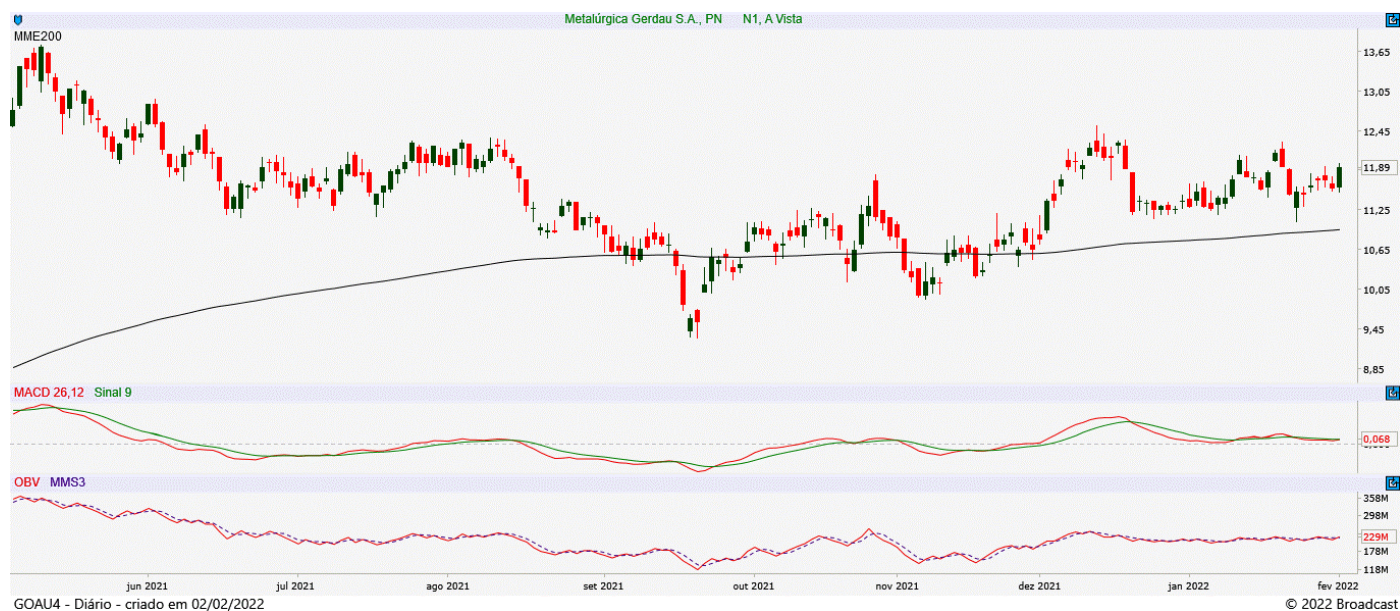 Metalúrgica Gerdau S.A., PN N1, A Vista
MME200
13,65
13,05
12,45
11,89
11,25
10,65
10,05
9,45
8,85
MACD 26,12 Sinal 9
0,068
OBV MMS3
358M
298M
229M
178M
118M
jun 2021 jul 2021 ago 2021 set 2021 out 2021 nov 2021 dez 2021 jan 2022 fev 2022
GOAU4 - Diário - criado em 02/02/2022 © 2022 Broadcast